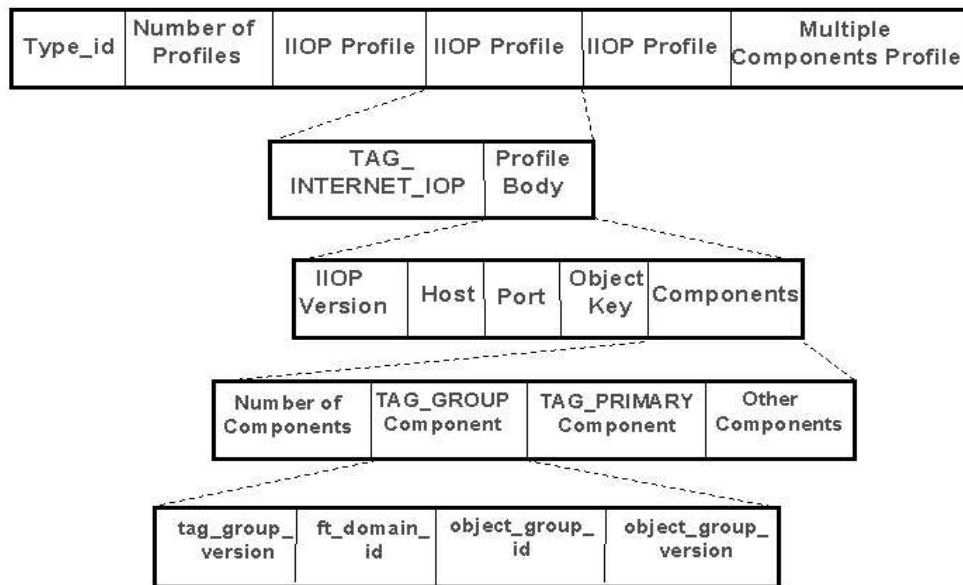 Type_id
Number of
Profiles
IIOP Profile
IIOP Profile
IIOP Profile
Multiple
Components Profile
TAG_
INTERNET_IOP
Profile
Body
IIOP
Version
Host
Port
Object
Key
Components
Number of
Components
TAG_GROUP
Component
TAG_PRIMARY
Component
Other
Components
tag_group_
version
ft_domain_
id
object_group_
id
object_group_
version